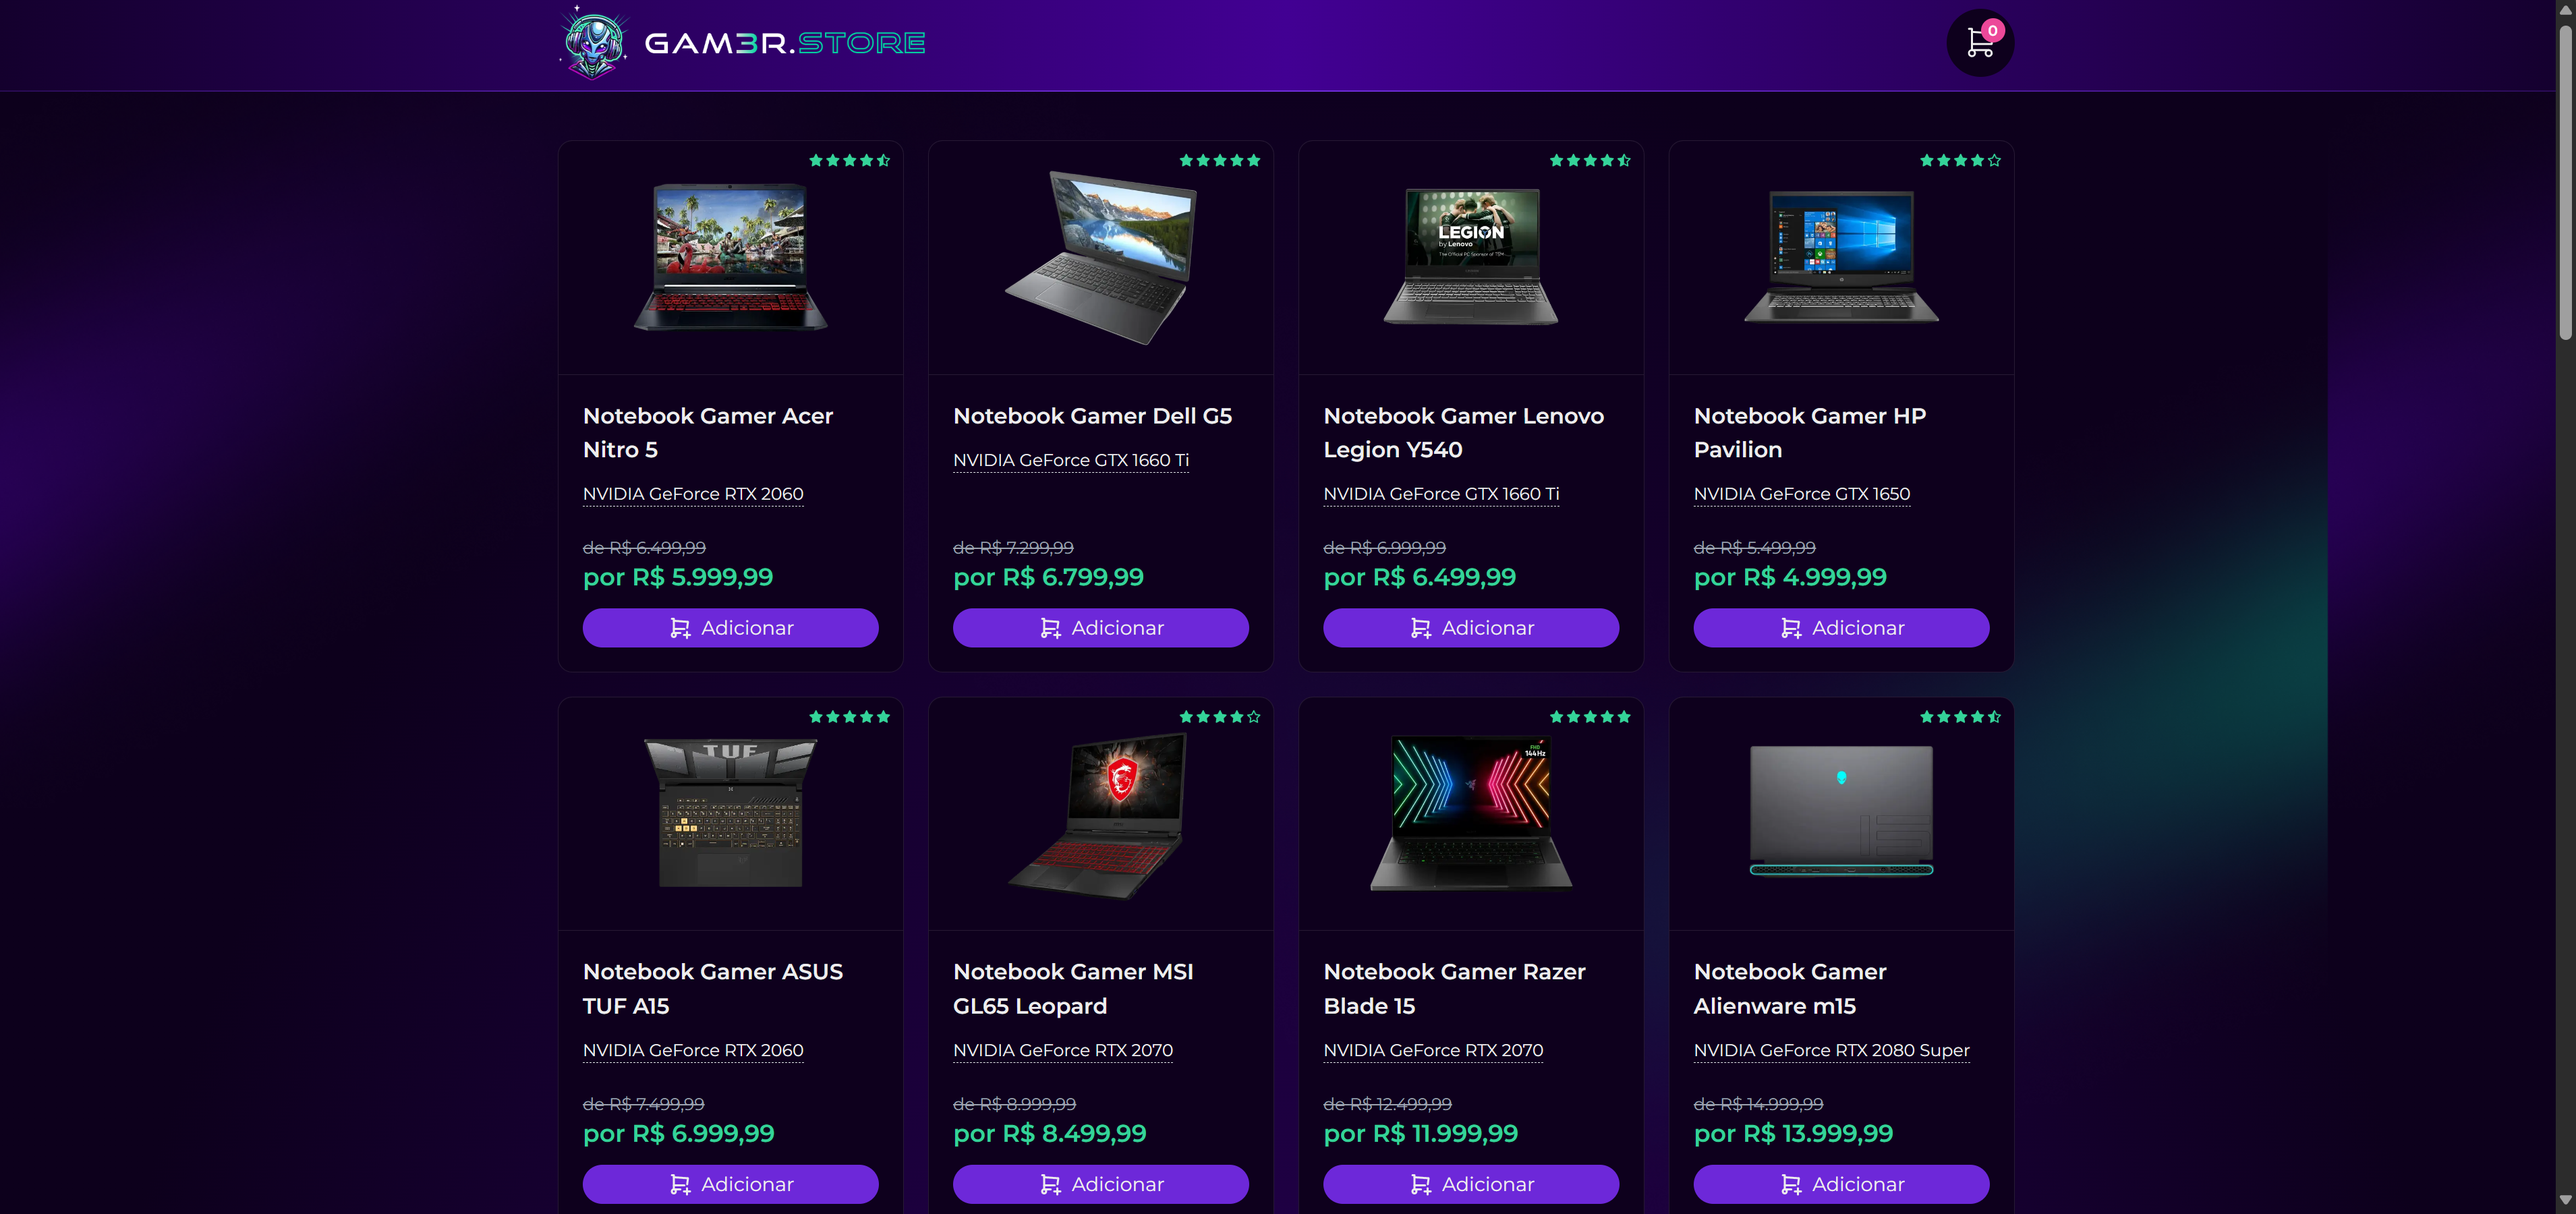 GAM3R.STORE
0
LEGION
by Lenovo
Notebook Gamer Acer
Nitro 5
NVIDIA GeForce RTX 2060
de R$ 6.499,99
por R$ 5.999,99
Adicionar
Notebook Gamer Dell G5
NVIDIA GeForce GTX 1660 Ti
de R$ 7.299,99
por R$ 6.799,99
Adicionar
Notebook Gamer Lenovo
Legion Y540
NVIDIA GeForce GTX 1660 Ti
de R$ 6.999,99
por R$ 6.499,99
Adicionar
Notebook Gamer HP
Pavilion
NVIDIA GeForce GTX 1650
de R$ 5.499,99
por R$ 4.999,99
Adicionar
TUF
Notebook Gamer ASUS
TUF A15
NVIDIA GeForce RTX 2060
de R$ 7.499,99
por R$ 6.999,99
Adicionar
Notebook Gamer MSI
GL65 Leopard
NVIDIA GeForce RTX 2070
de R$ 8.999,99
por R$ 8.499,99
Adicionar
FHD
144Hz
Notebook Gamer Razer
Blade 15
NVIDIA GeForce RTX 2070
de R$ 12.499,99
por R$ 11.999,99
Adicionar
Notebook Gamer
Alienware m15
NVIDIA GeForce RTX 2080 Super
de R$ 14.999,99
por R$ 13.999,99
Adicionar